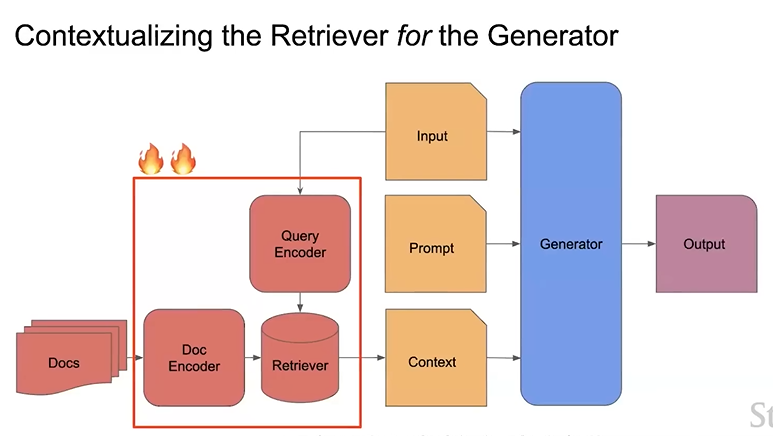 Contextualizing the Retriever for the Generator
Input
Query
Encoder
Prompt
Generator
Output
Docs
Doc
Encoder
Retriever
Context
St